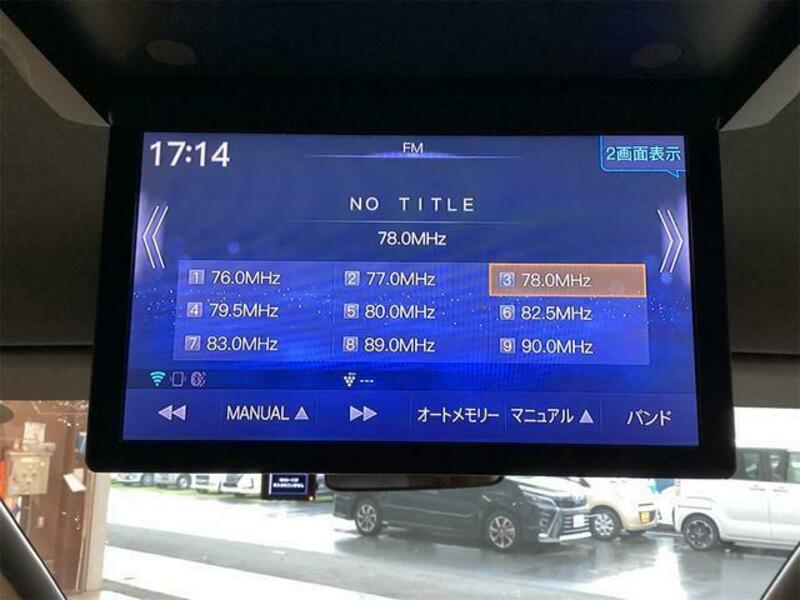 17:14 FM 2画面表示
NO TITLE
78.0MHz
1 76.0MHz 2 77.0MHz 3 78.0MHz
4 79.5MHz 5 80.0MHz 6 82.5MHz
7 83.0MHz 8 89.0MHz 9 90.0MHz
---
MANUAL オートメモリー マニュアル バンド